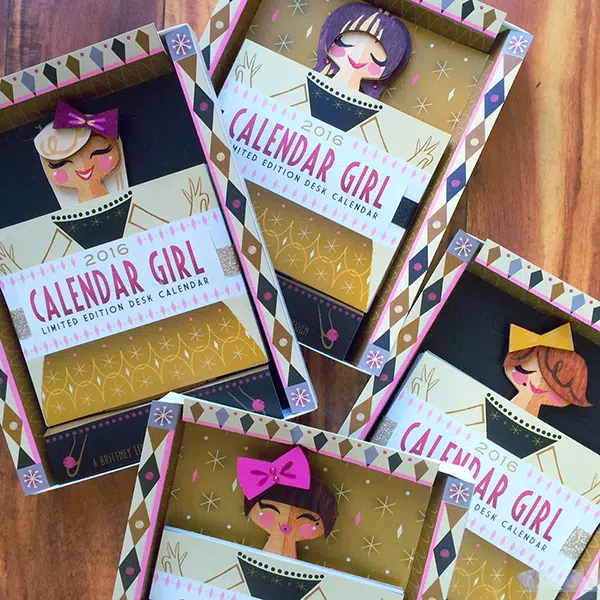 2016
CALENDAR GIRL
LIMITED EDITION DESK CALENDAR
2016
CALENDAR GIRL
LIMITED EDITION DESK CALENDAR
A BRITTNEY
2016
CALENDAR GIRL
DESK CALENDAR